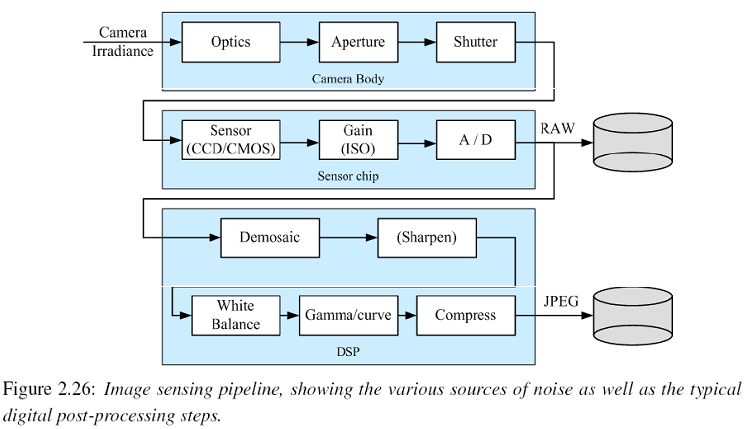 Camera
Irradiance
Optics
Aperture
Shutter
Camera Body
Sensor
(CCD/CMOS)
Gain
(ISO)
A / D
RAW
Sensor chip
Demosaic
(Sharpen)
White
Balance
Gamma/curve
Compress
JPEG
DSP
Figure 2.26: Image sensing pipeline, showing the various sources of noise as well as the typical
digital post-processing steps.